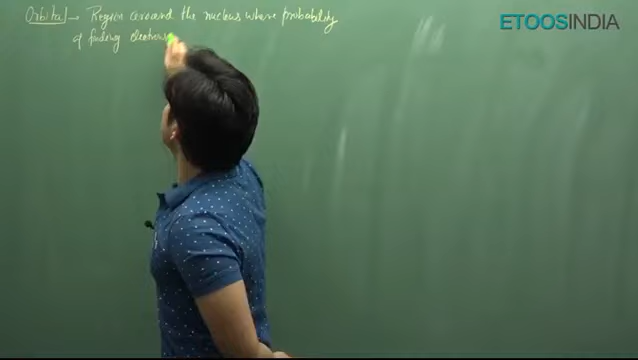 ETOOSINDIA
Orbital → Region around the nucleus where probability
of finding electrons